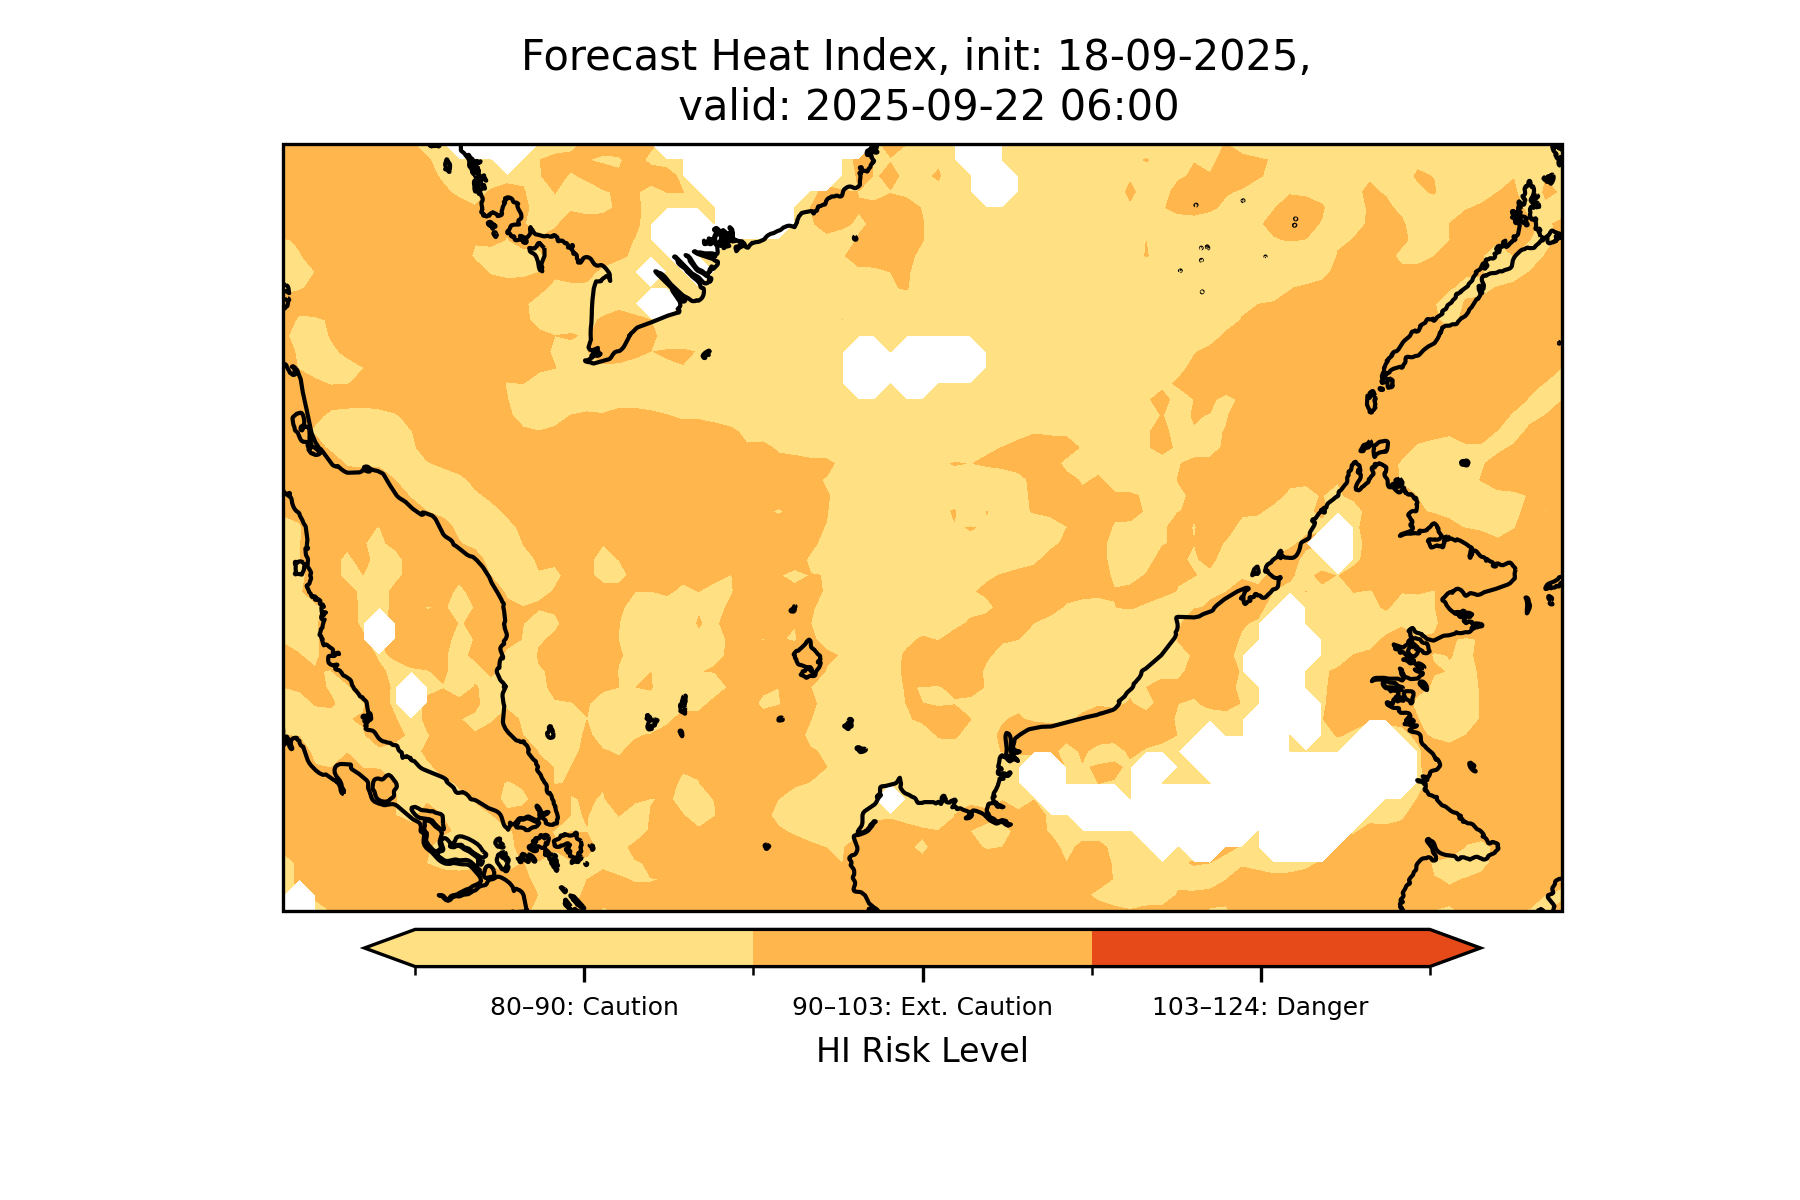 Forecast Heat Index, init: 18-09-2025,
valid: 2025-09-22 06:00
80–90: Caution
90–103: Ext. Caution
103–124: Danger
HI Risk Level